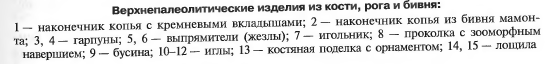 Верхнепалеолитические изделия из кости, рога и бивня:
1 — наконечник копья с кремневыми вкладышами; 2 — наконечник копья из бивня мамон-
та; 3, 4 — гарпуны; 5, 6 — выпрямители (жезлы); 7 — игольник; 8 — проколка с зооморфным
навершием; 9 — бусина; 10–12 — иглы; 13 — костяная поделка с орнаментом; 14, 15 — лощила